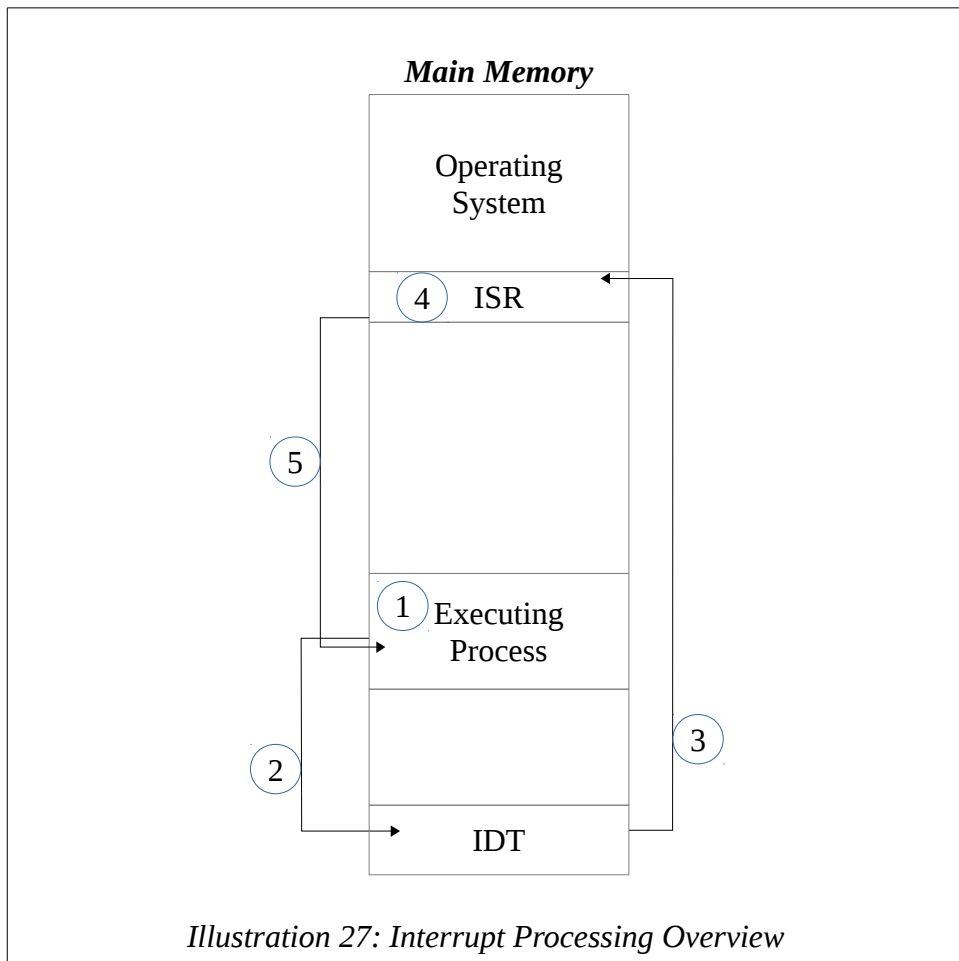 Main Memory
Operating
System
4
ISR
5
1
Executing
Process
3
2
IDT
Illustration 27: Interrupt Processing Overview